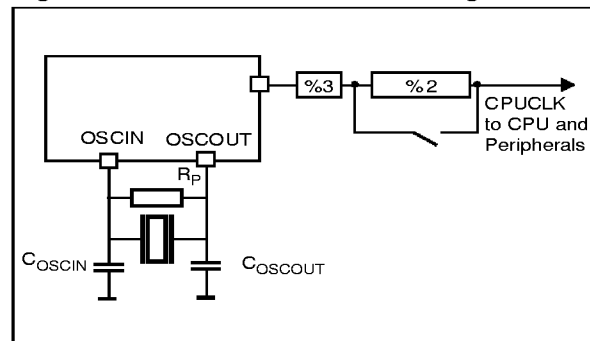 %3
%2
CPUCLK
to CPU and
Peripherals
OSCIN
OSCOUT
RP
COSCIN
COSCOUT